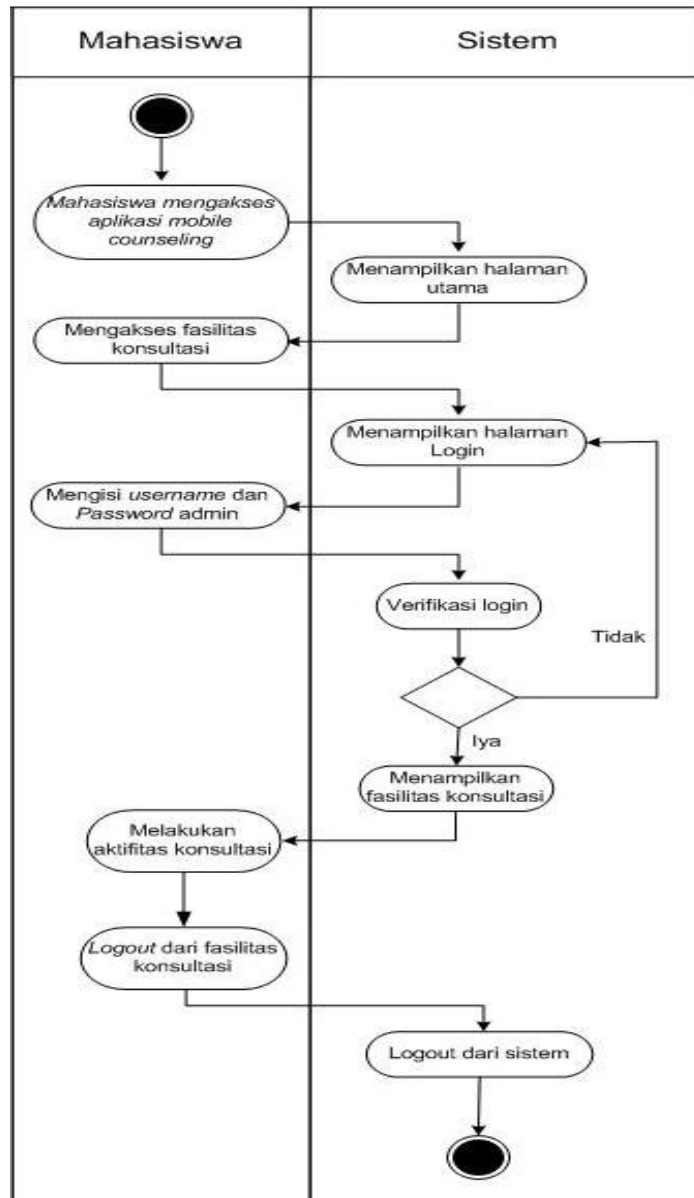 Mahasiswa
Sistem
Mahasiswa mengakses
aplikasi mobile
counseling
Menampilkan halaman
utama
Mengakses fasilitas
konsultasi
Menampilkan halaman
Login
Mengisi username dan
Password admin
Verifikasi login
Tidak
Iya
Menampilkan
fasilitas konsultasi
Melakukan
aktifitas konsultasi
Logout dari fasilitas
konsultasi
Logout dari sistem